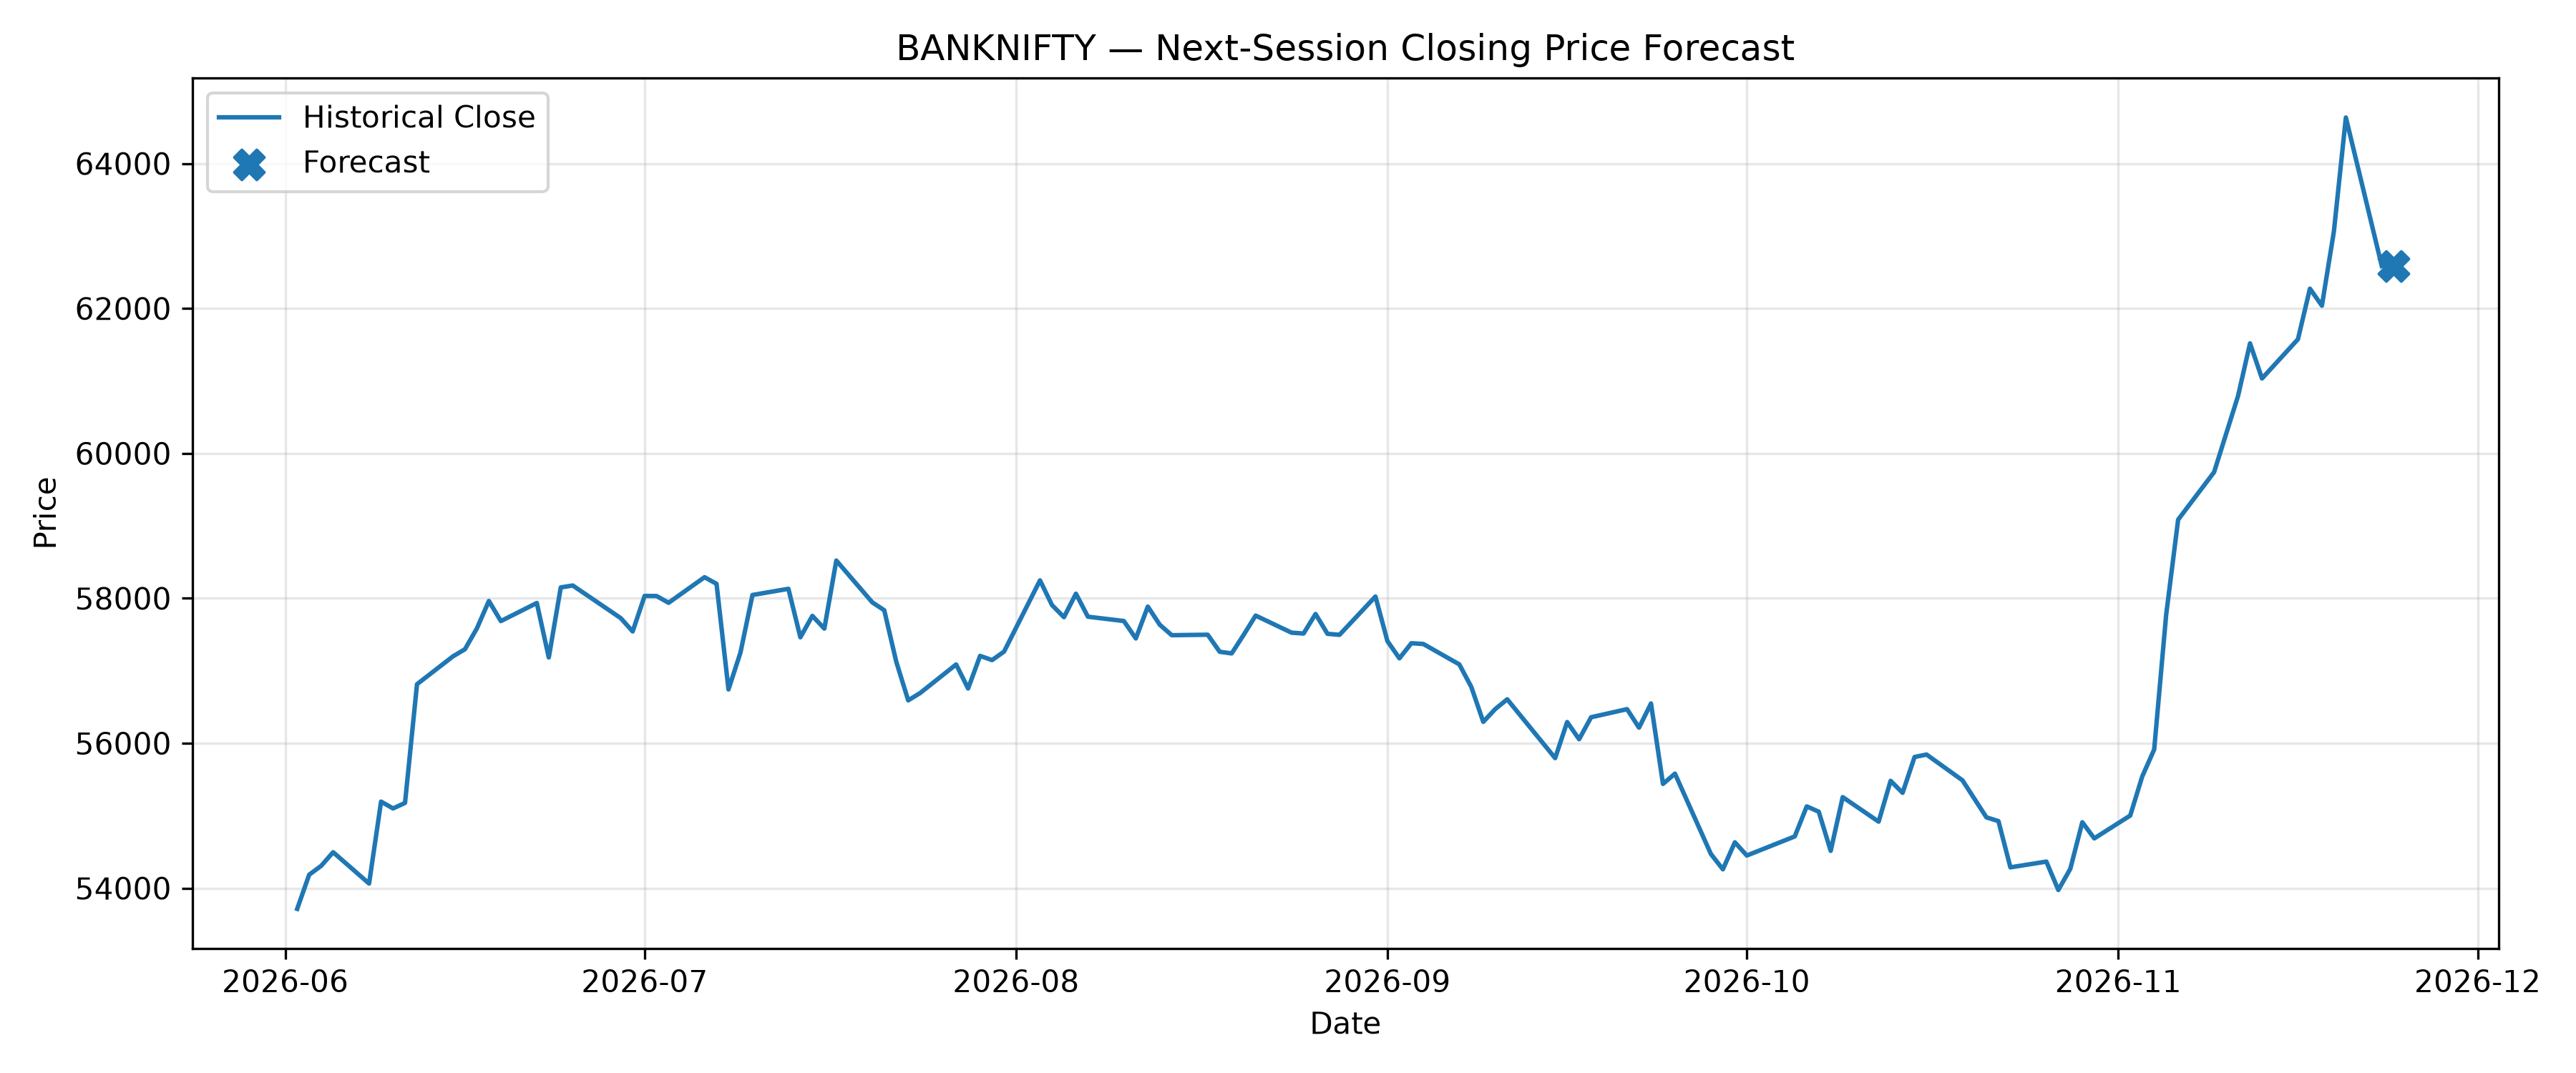 BANKNIFTY — Next-Session Closing Price Forecast
Historical Close
Forecast
64000
62000
60000
58000
56000
54000
Price
2026-06
2026-07
2026-08
2026-09
2026-10
2026-11
2026-12
Date